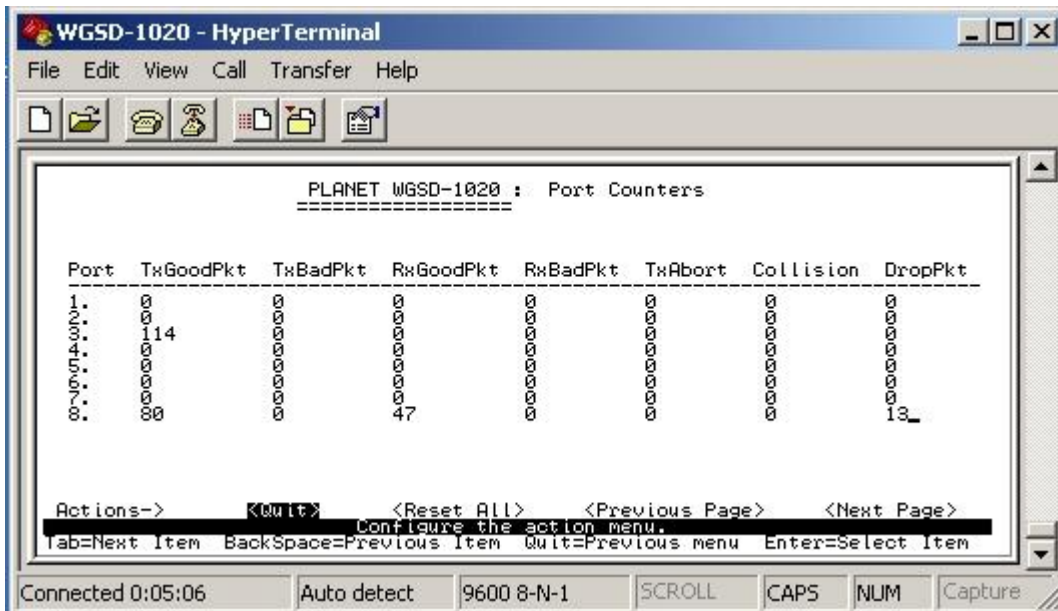 WGSD-1020 - HyperTerminal
File Edit View Call Transfer Help
PLANET WGSD-1020 : Port Counters
==================
Port TxGoodPkt TxBadPkt RxGoodPkt RxBadPkt TxAbort Collision DropPkt
1. 0 0 0 0 0 0 0
2. 0 0 0 0 0 0 0
3. 114 0 0 0 0 0 0
4. 0 0 0 0 0 0 0
5. 0 0 0 0 0 0 0
6. 0 0 0 0 0 0 0
7. 0 0 0 0 0 0 0
8. 80 0 47 0 0 0 13_
Actions-> <Quit> <Reset All> <Previous Page> <Next Page>
Configure the action menu.
Tab=Next Item BackSpace=Previous Item Quit=Previous menu Enter=Select Item
Connected 0:05:06 Auto detect 9600 8-N-1 SCROLL CAPS NUM Capture